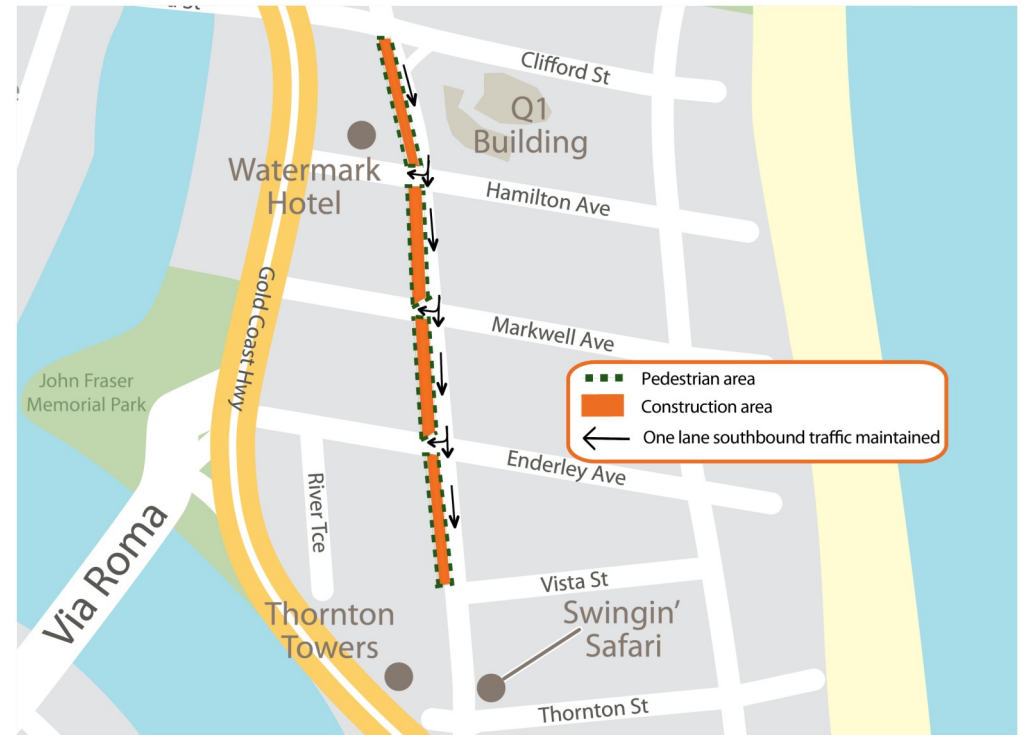 Clifford St
Q1
Building
Watermark
Hotel
Hamilton Ave
Gold Coast Hwy
Markwell Ave
John Fraser
Memorial Park
Pedestrian area
Construction area
One lane southbound traffic maintained
Enderley Ave
River Tce
Via Roma
Vista St
Thornton
Towers
Swingin'
Safari
Thornton St